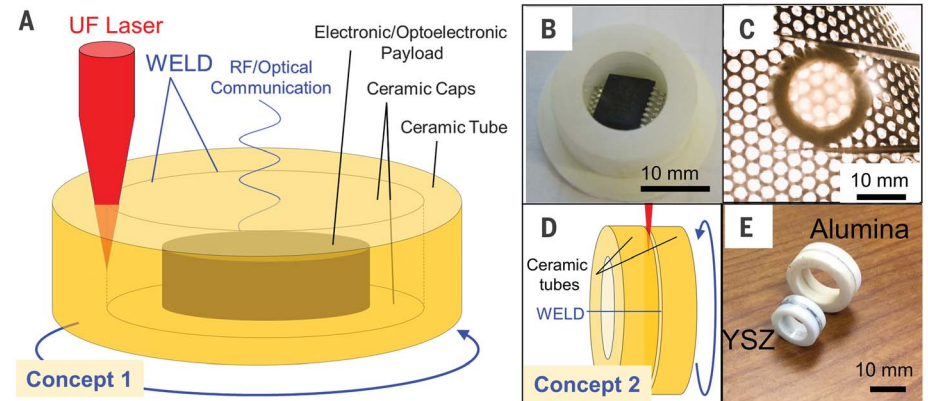 A
UF Laser
WELD
RF/Optical
Communication
Electronic/Optoelectronic
Payload
Ceramic Caps
Ceramic Tube
Concept 1
B
10 mm
C
10 mm
D
Ceramic
tubes
WELD
Concept 2
E
Alumina
YSZ
10 mm